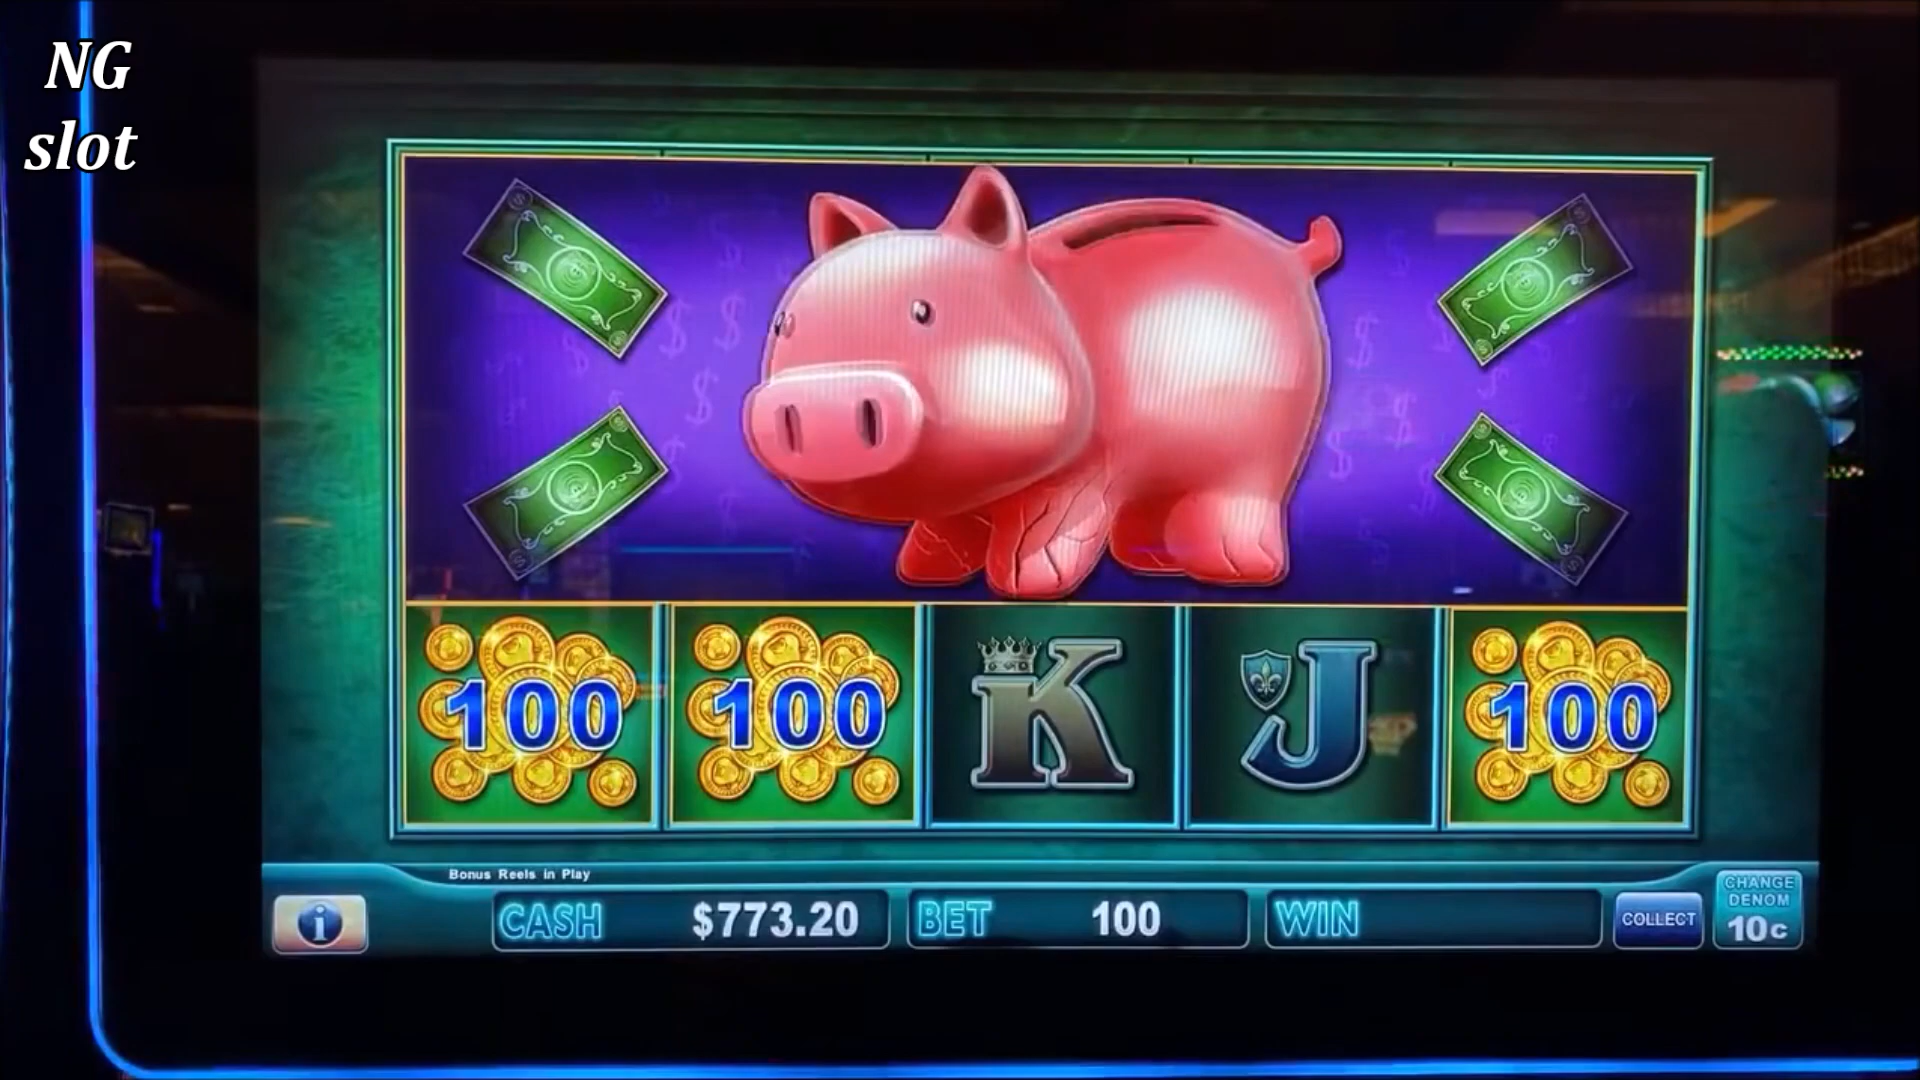 NG
slot
100 100 K J 100
Bonus Reels in Play
CASH $773.20 BET 100 WIN COLLECT
CHANGE
DENOM
10c